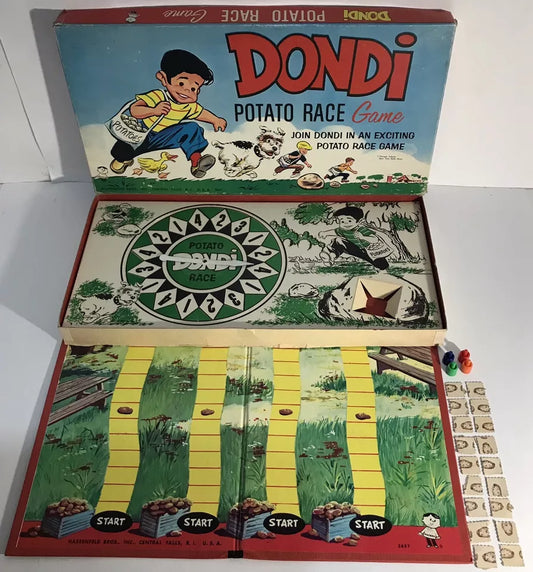 DONDI POTATO RACE Game
DONDI
POTATO RACE Game
JOIN DONDI IN AN EXCITING
POTATO RACE GAME
POTATOES
POTATO
DONDI
RACE
START START START START
HASSENFELD BROS., INC., CENTRAL FALLS, R. I. U.S.A.